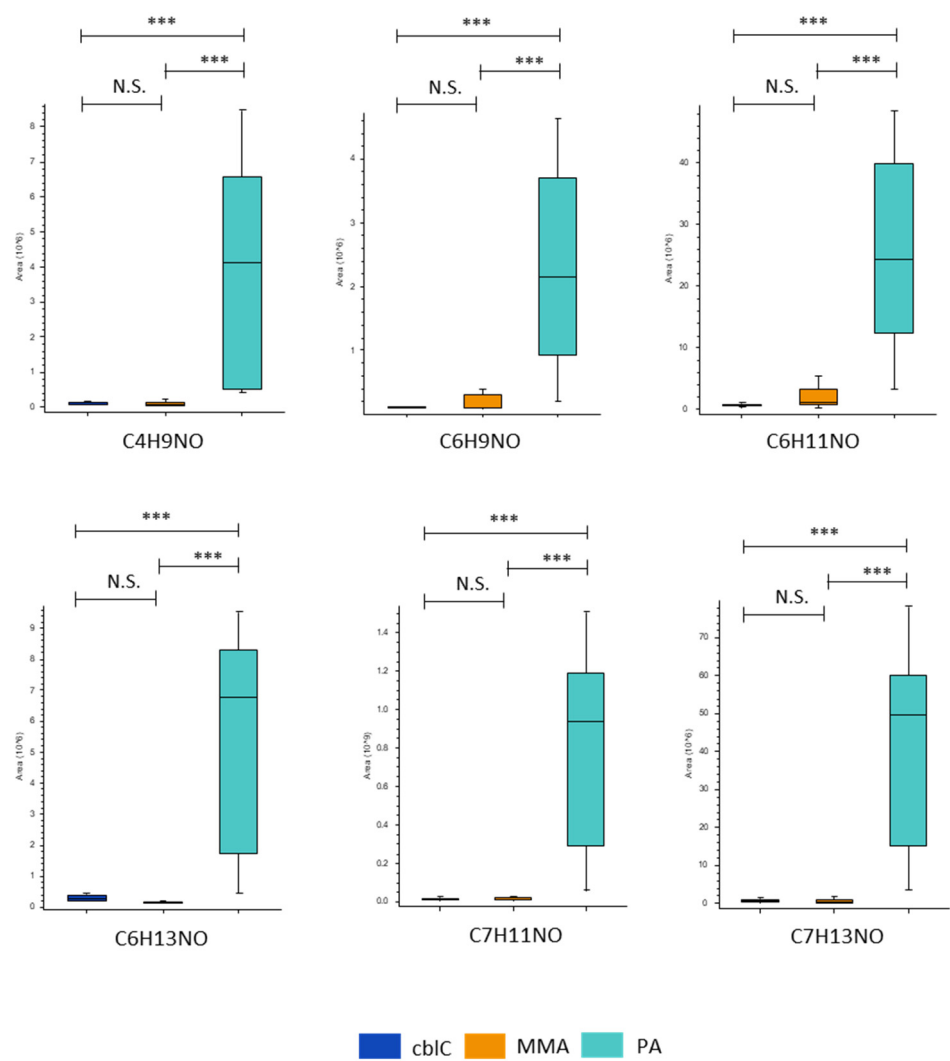 *** *** ***
*** *** ***
N.S. N.S. N.S.
Area (10^6)
8
7
6
5
4
3
2
1
0
C4H9NO
Area (10^6)
4
3
2
1
C6H9NO
Area (10^6)
40
30
20
10
0
C6H11NO
*** *** ***
*** *** ***
N.S. N.S. N.S.
Area (10^6)
9
8
7
6
5
4
3
2
1
0
C6H13NO
Area (10^9)
1.4
1.2
1.0
0.8
0.6
0.4
0.2
0.0
C7H11NO
Area (10^6)
70
60
50
40
30
20
10
0
C7H13NO
cblC MMA PA